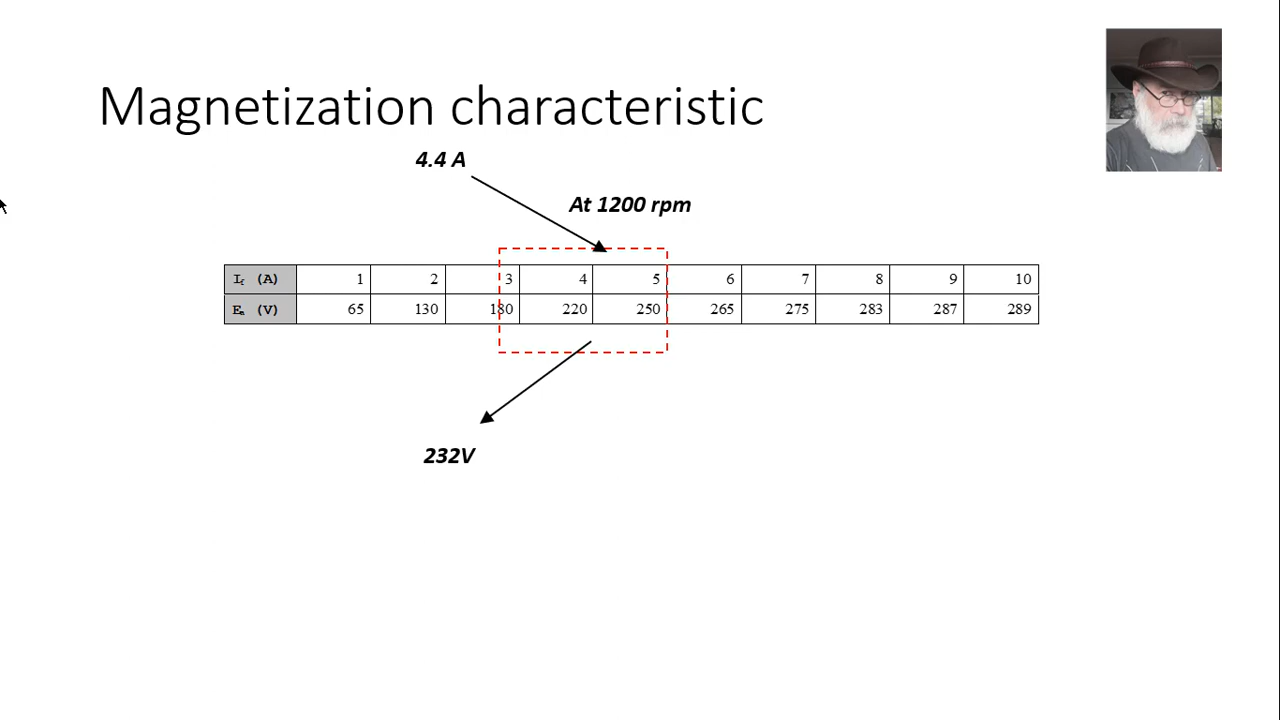 Magnetization characteristic
4.4 A
At 1200 rpm
If (A) 1 2 3 4 5 6 7 8 9 10
Ea (V) 65 130 180 220 250 265 275 283 287 289
232V